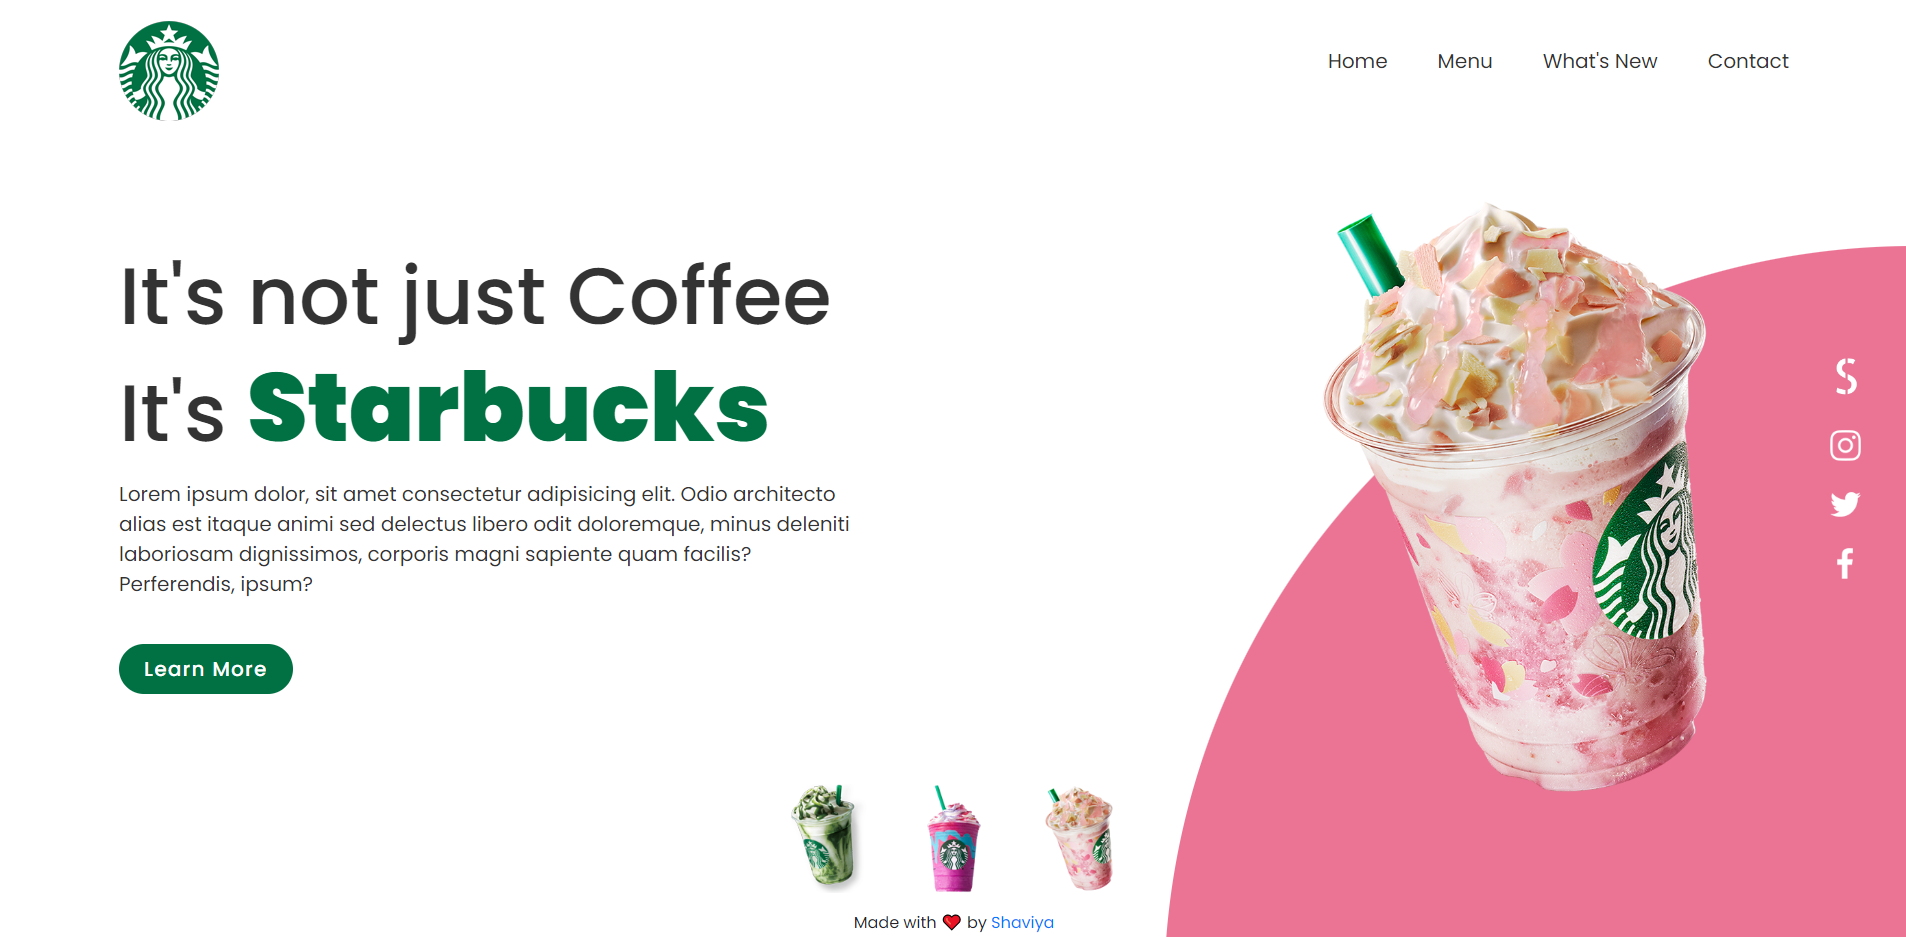 Home Menu What's New Contact
It's not just Coffee
It's Starbucks
Lorem ipsum dolor, sit amet consectetur adipisicing elit. Odio architecto
alias est itaque animi sed delectus libero odit doloremque, minus deleniti
laboriosam dignissimos, corporis magni sapiente quam facilis?
Perferendis, ipsum?
Learn More
Made with ❤ by Shaviya